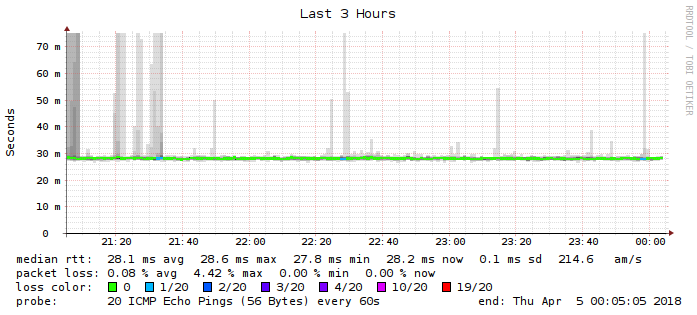 Last 3 Hours
RRDTOOL / TOBI OETIKER
Seconds
70 m
60 m
50 m
40 m
30 m
20 m
10 m
0
21:20 21:40 22:00 22:20 22:40 23:00 23:20 23:40 00:00
median rtt: 28.1 ms avg 28.6 ms max 27.8 ms min 28.2 ms now 0.1 ms sd 214.6 am/s
packet loss: 0.08 % avg 4.42 % max 0.00 % min 0.00 % now
loss color: 0 1/20 2/20 3/20 4/20 10/20 19/20
probe: 20 ICMP Echo Pings (56 Bytes) every 60s end: Thu Apr 5 00:05:05 2018